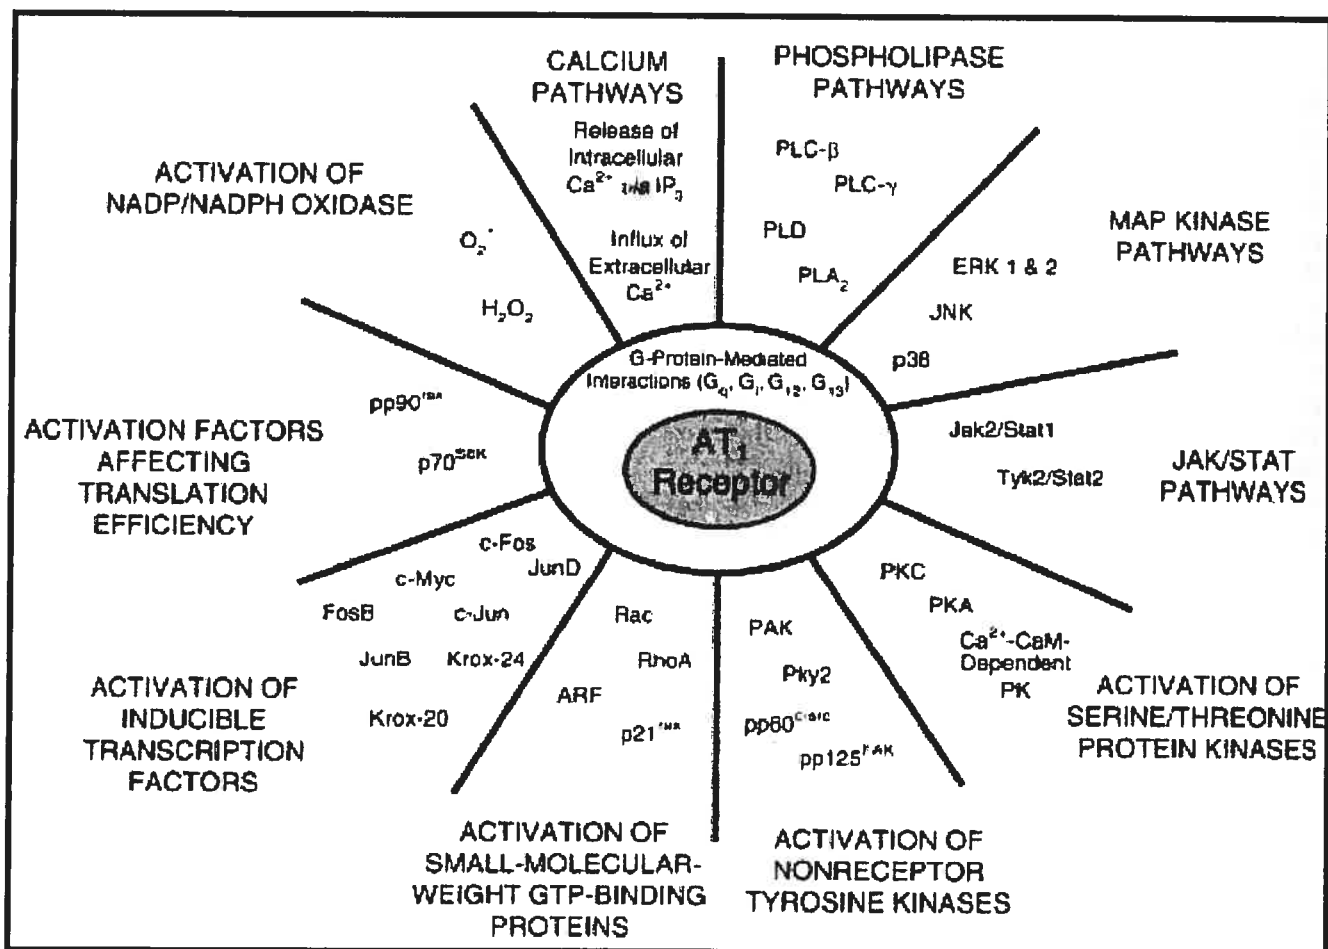 CALCIUM
PATHWAYS
Release of
Intracellular
Ca²⁺ via IP₃
Influx of
Extracellular
Ca²⁺
PHOSPHOLIPASE
PATHWAYS
PLC-β
PLC-γ
PLD
PLA₂
MAP KINASE
PATHWAYS
ERK 1 & 2
JNK
p38
JAK/STAT
PATHWAYS
Jak2/Stat1
Tyk2/Stat2
ACTIVATION OF
SERINE/THREONINE
PROTEIN KINASES
PKC
PKA
Ca²⁺-CaM-
Dependent
PK
ACTIVATION OF
NONRECEPTOR
TYROSINE KINASES
PAK
Pky2
pp60ᶜ⁻ˢʳᶜ
pp125ᶠᴬᴷ
ACTIVATION OF
SMALL-MOLECULAR-
WEIGHT GTP-BINDING
PROTEINS
Rac
RhoA
ARF
p21
ACTIVATION OF
INDUCIBLE
TRANSCRIPTION
FACTORS
c-Fos
JunD
c-Myc
FosB
c-Jun
JunB
Krox-24
Krox-20
ACTIVATION FACTORS
AFFECTING
TRANSLATION
EFFICIENCY
pp90
p70
ACTIVATION OF
NADP/NADPH OXIDASE
O₂⁻
H₂O₂
G-Protein-Mediated
Interactions (Gq, Gi, G₁₂, G₁₃)
AT₁
Receptor